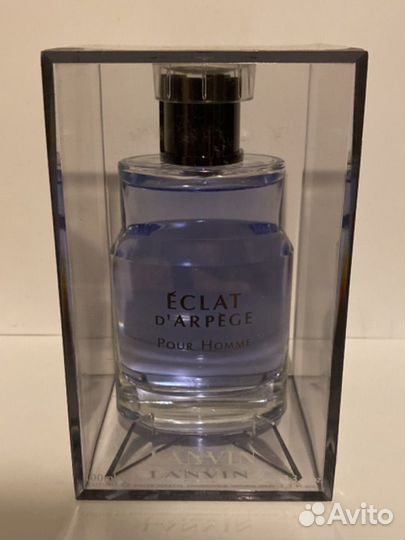 ÉCLAT
D'ARPÈGE
POUR HOMME
LANVIN
LANVIN
Avito